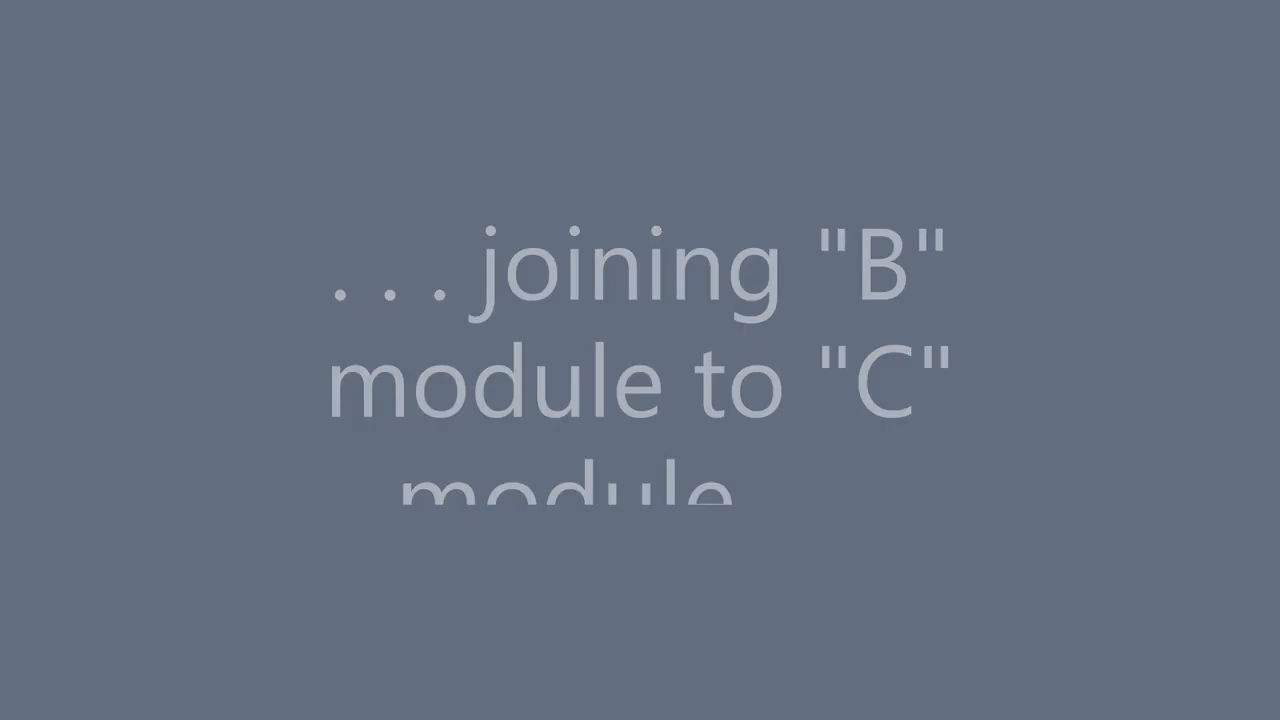 . . . joining "B"
module to "C"
module